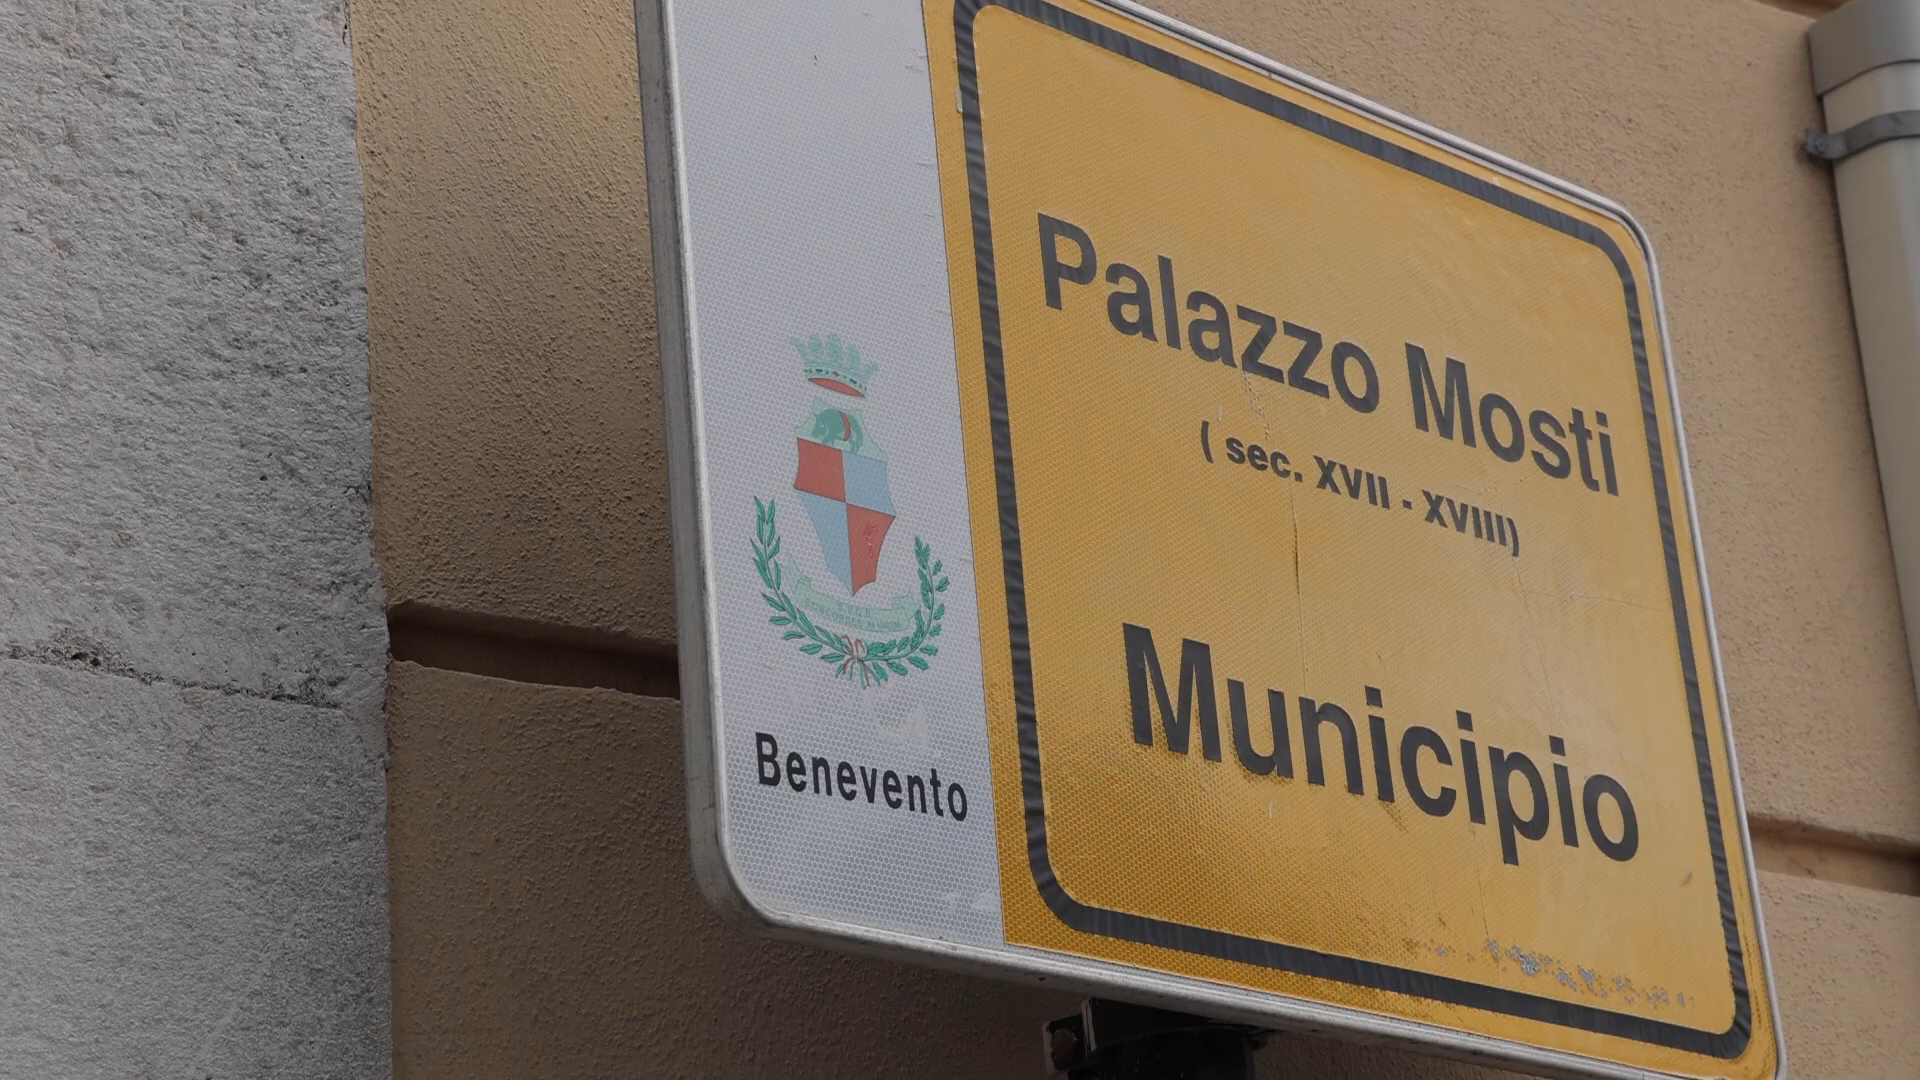 Palazzo Mosti
( sec. XVII - XVIII)
Municipio
Benevento